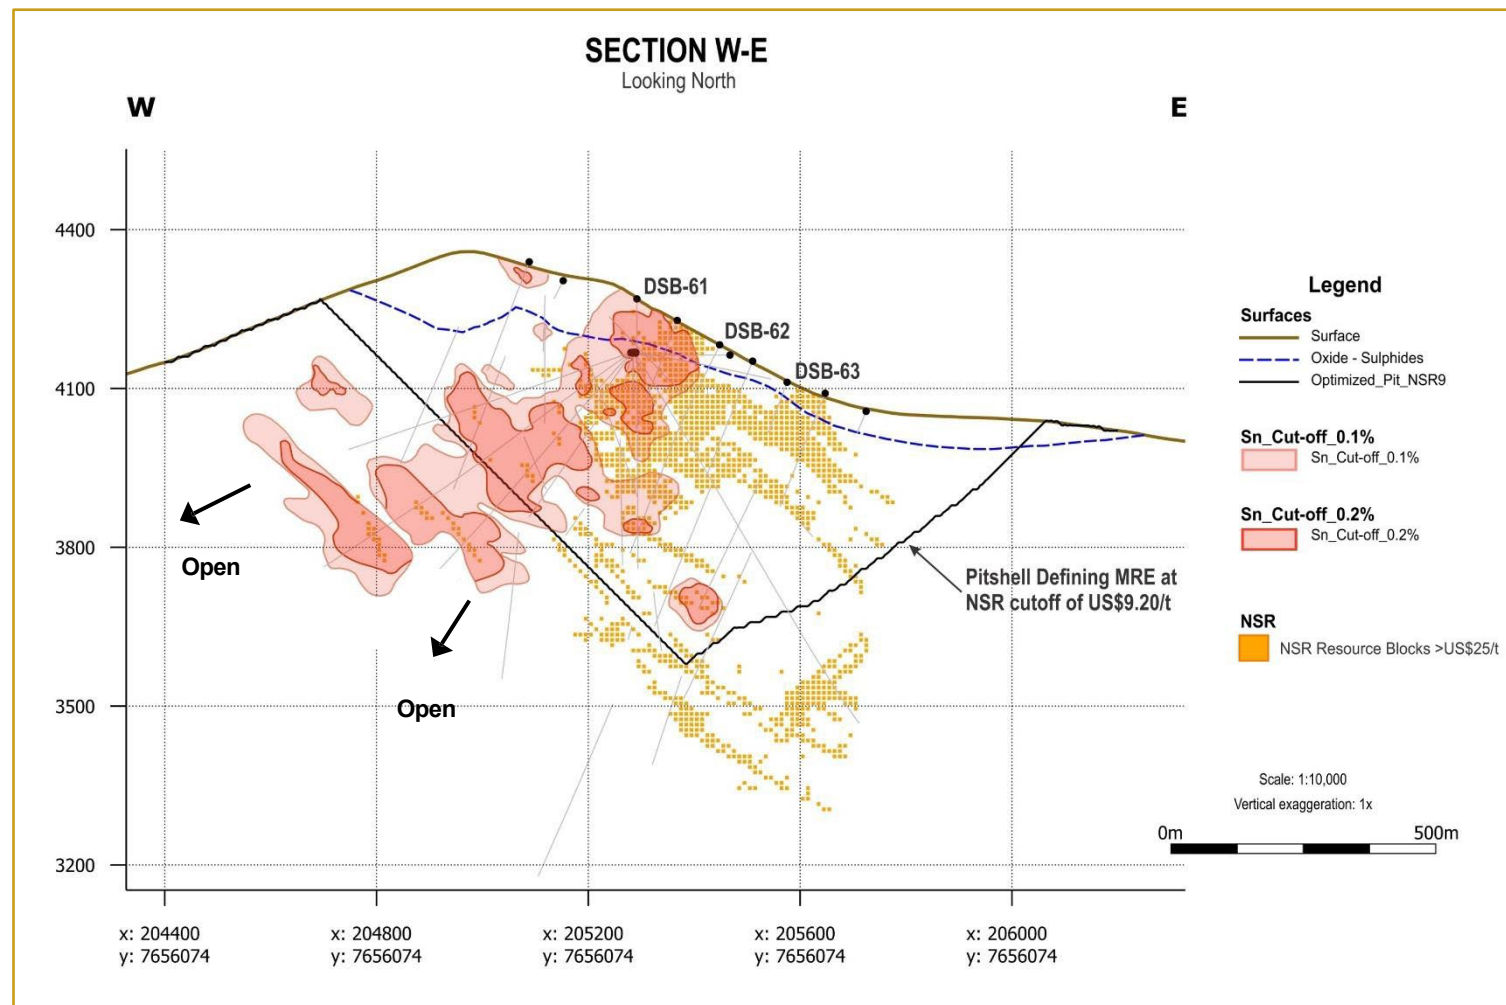 SECTION W-E
Looking North
W
E
4400
4100
3800
3500
3200
DSB-61
DSB-62
DSB-63
Open
Open
Pitshell Defining MRE at
NSR cutoff of US$9.20/t
Legend
Surfaces
Surface
Oxide - Sulphides
Optimized_Pit_NSR9
Sn_Cut-off_0.1%
Sn_Cut-off_0.1%
Sn_Cut-off_0.2%
Sn_Cut-off_0.2%
NSR
NSR Resource Blocks >US$25/t
Scale: 1:10,000
Vertical exaggeration: 1x
0m 500m
x: 204400 x: 204800 x: 205200 x: 205600 x: 206000
y: 7656074 y: 7656074 y: 7656074 y: 7656074 y: 7656074